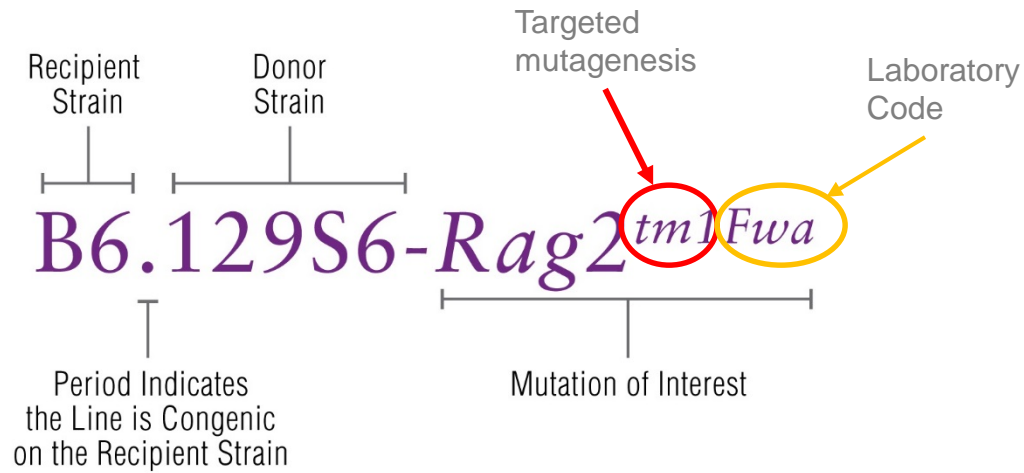 Targeted
mutagenesis
Recipient
Strain
Donor
Strain
Laboratory
Code
B6.129S6-Rag2tm1Fwa
Period Indicates
the Line is Congenic
on the Recipient Strain
Mutation of Interest